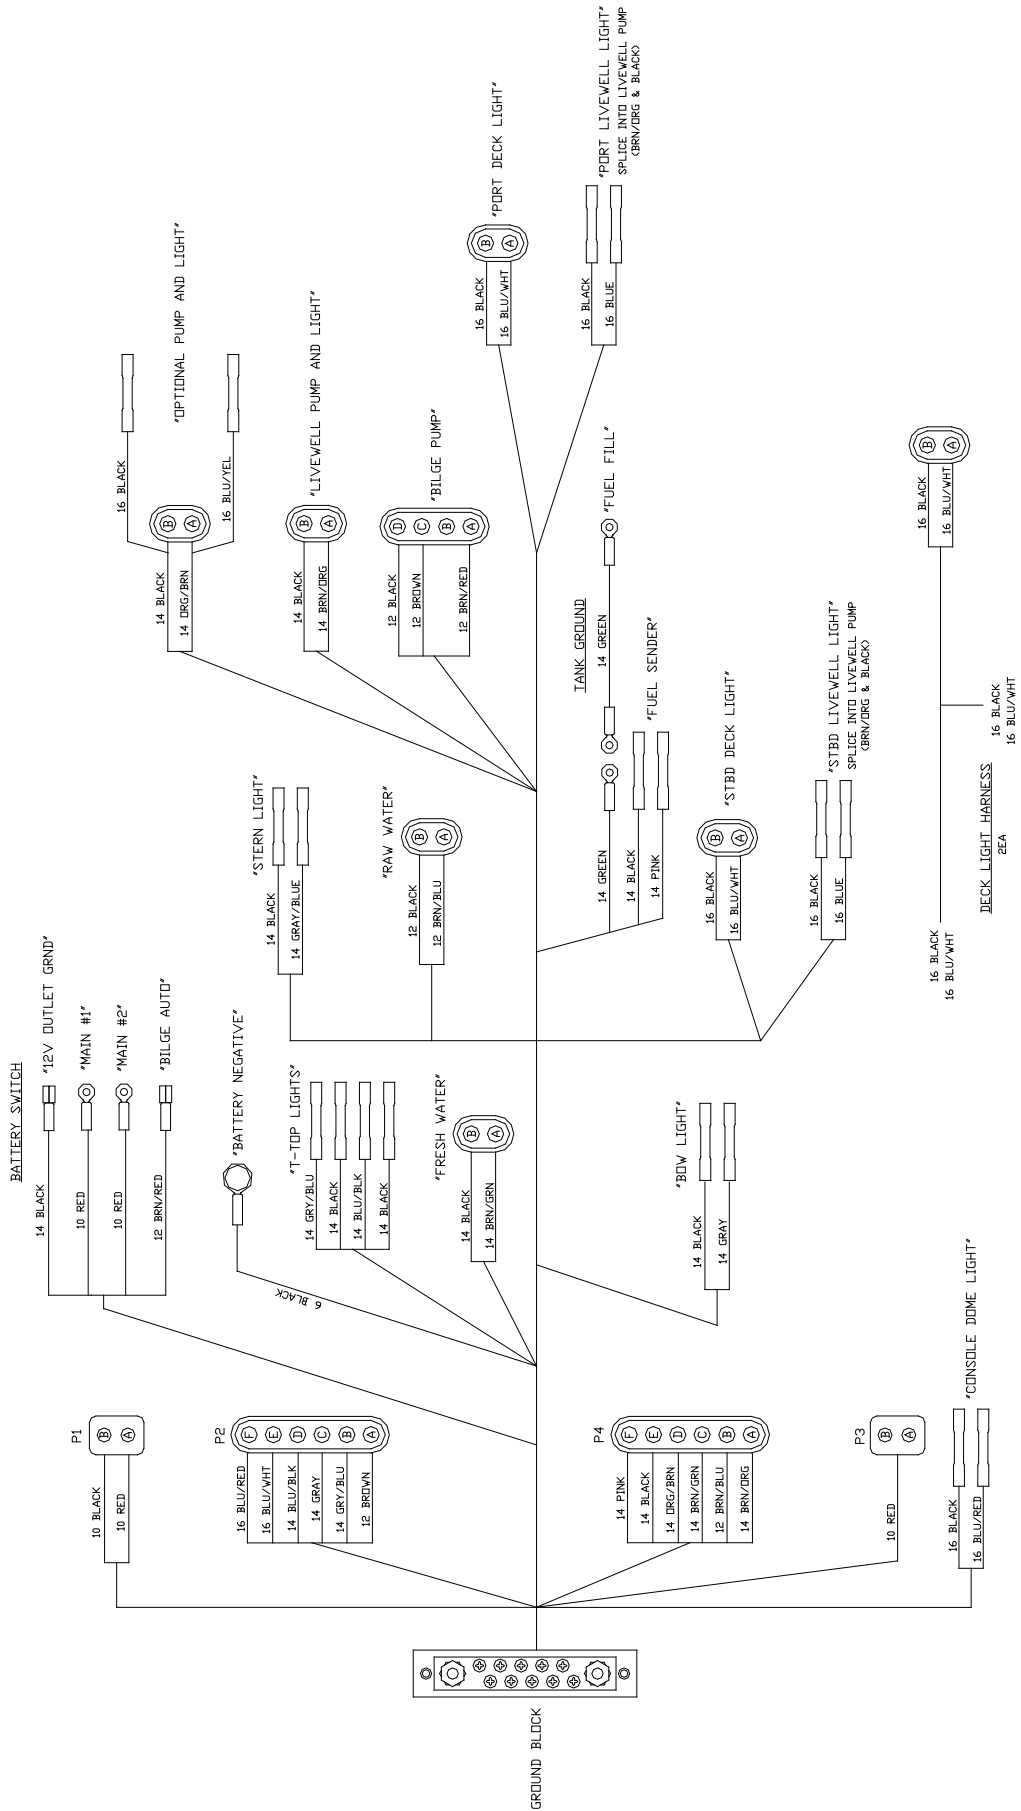 BATTERY SWITCH
14 BLACK
"12V OUTLET GRND"
10 RED
"MAIN #1"
10 RED
"MAIN #2"
12 BRN/RED
"BILGE AUTO"
6 BLACK
"BATTERY NEGATIVE"
"T-TOP LIGHTS"
14 GRY/BLU
14 BLACK
14 BLU/BLK
14 BLACK
"FRESH WATER"
14 BLACK
14 BRN/GRN
B
A
"STERN LIGHT"
14 BLACK
14 GRAY/BLUE
"RAW WATER"
12 BLACK
12 BRN/BLU
B
A
16 BLACK
16 BLU/YEL
"OPTIONAL PUMP AND LIGHT"
14 BLACK
14 ORG/BRN
B
A
"LIVEWELL PUMP AND LIGHT"
14 BLACK
14 BRN/ORG
B
A
"BILGE PUMP"
12 BLACK
12 BROWN
12 BRN/RED
D
C
B
A
"PORT DECK LIGHT"
16 BLACK
16 BLU/WHT
B
A
"PORT LIVEWELL LIGHT"
SPLICE INTO LIVEWELL PUMP
(BRN/ORG & BLACK)
16 BLACK
16 BLUE
P1
10 BLACK
10 RED
B
A
P2
16 BLU/RED
16 BLU/WHT
14 BLU/BLK
14 GRAY
14 GRY/BLU
12 BROWN
F
E
D
C
B
A
P4
14 PINK
14 BLACK
14 ORG/BRN
14 BRN/GRN
12 BRN/BLU
14 BRN/ORG
F
E
D
C
B
A
P3
10 RED
B
A
"CONSOLE DOME LIGHT"
16 BLACK
16 BLU/RED
GROUND BLOCK
"BOW LIGHT"
14 BLACK
14 GRAY
TANK GROUND
14 GREEN
14 GREEN
"FUEL FILL"
14 BLACK
14 PINK
"FUEL SENDER"
"STBD DECK LIGHT"
16 BLACK
16 BLU/WHT
B
A
"STBD LIVEWELL LIGHT"
SPLICE INTO LIVEWELL PUMP
(BRN/ORG & BLACK)
16 BLACK
16 BLUE
16 BLACK
16 BLU/WHT
B
A
16 BLACK
16 BLU/WHT
16 BLACK
16 BLU/WHT
DECK LIGHT HARNESS
2EA